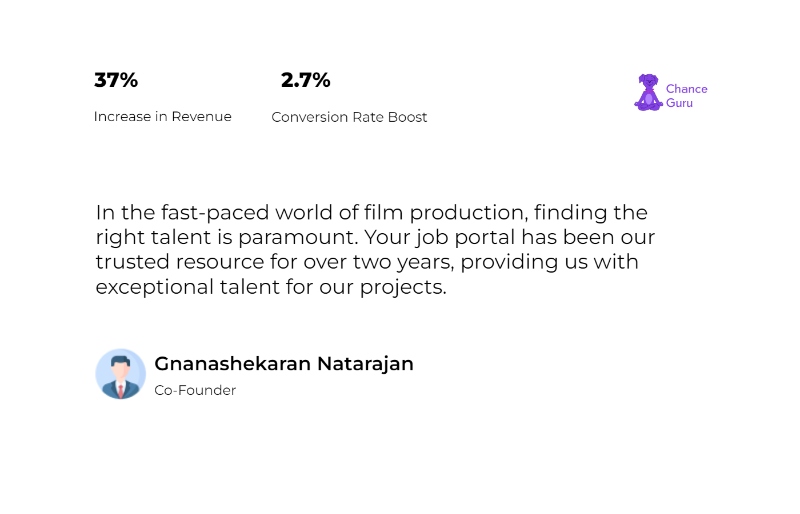 37%
2.7%
Increase in Revenue
Conversion Rate Boost
Chance
Guru
In the fast-paced world of film production, finding the
right talent is paramount. Your job portal has been our
trusted resource for over two years, providing us with
exceptional talent for our projects.
Gnanashekaran Natarajan
Co-Founder